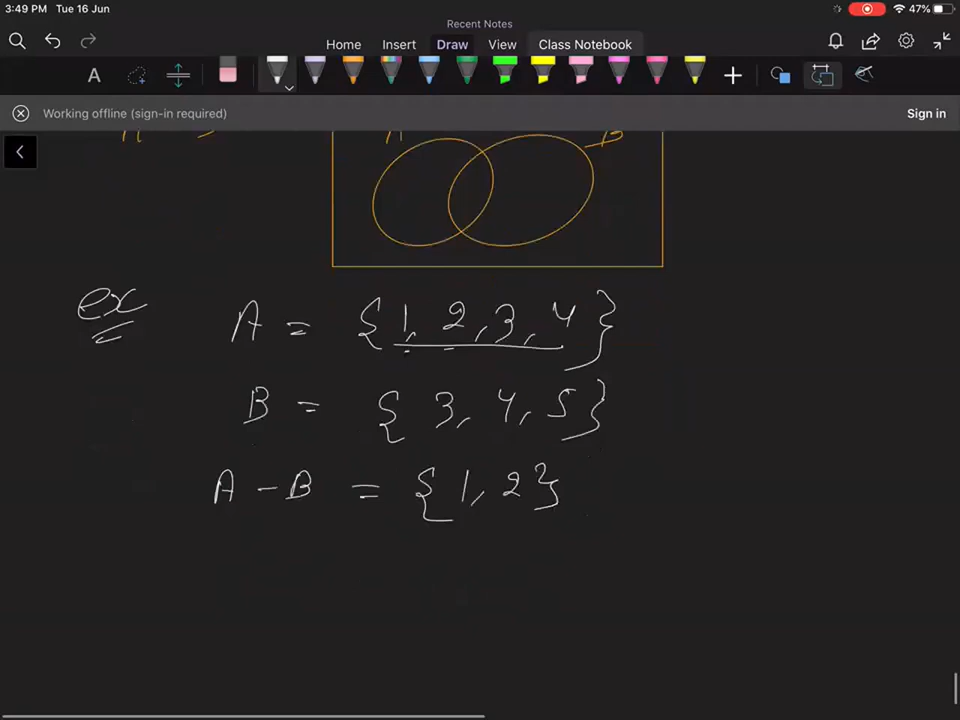 3:49 PM Tue 16 Jun 47%
Recent Notes
Home Insert Draw View Class Notebook
A
Working offline (sign-in required) Sign in
A B
ex A = {1, 2, 3, 4}
B = {3, 4, 5}
A - B = {1, 2}